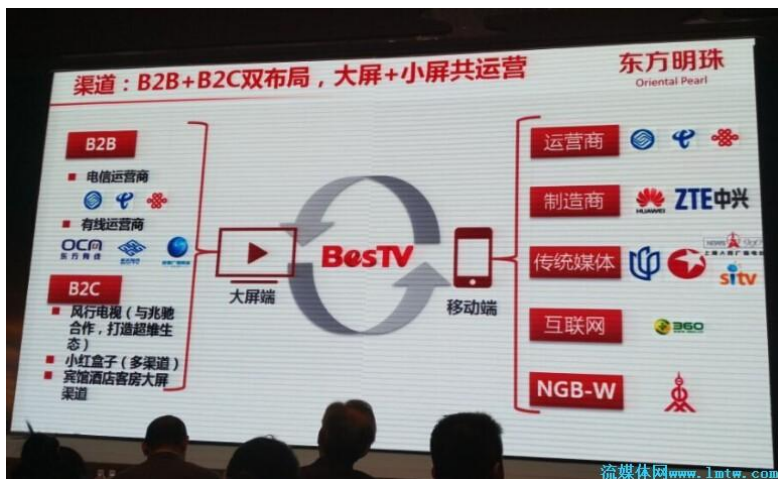 渠道：B2B+B2C双布局，大屏+小屏共运营
东方明珠
Oriental Pearl
B2B
电信运营商
有线运营商
OCN
东方有线
B2C
风行电视（与兆驰
合作，打造超维生
态）
小红盒子（多渠道）
宾馆酒店客房大屏
渠道
大屏端
BesTV
移动端
运营商
制造商
HUAWEI
ZTE中兴
传统媒体
NEWS
sitv
互联网
360
NGB-W
流媒体网www.lmtw.com